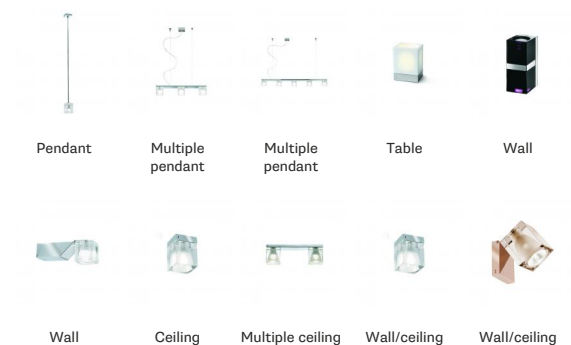 Pendant
Multiple
pendant
Multiple
pendant
Table
Wall
Wall
Ceiling
Multiple ceiling
Wall/ceiling
Wall/ceiling